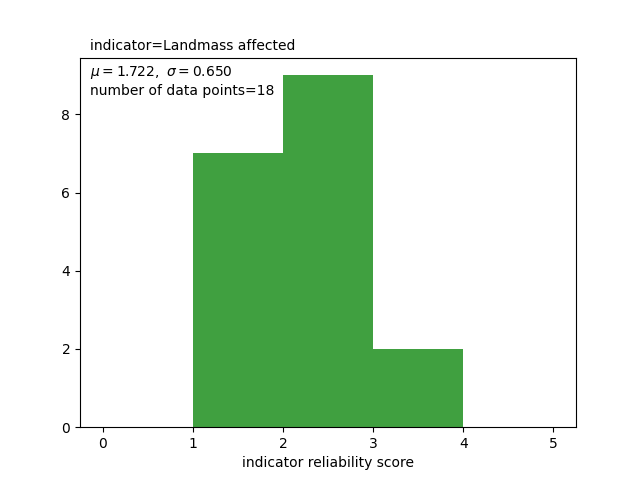 indicator=Landmass affected
μ = 1.722, σ = 0.650
number of data points=18
8
6
4
2
0
0 1 2 3 4 5
indicator reliability score